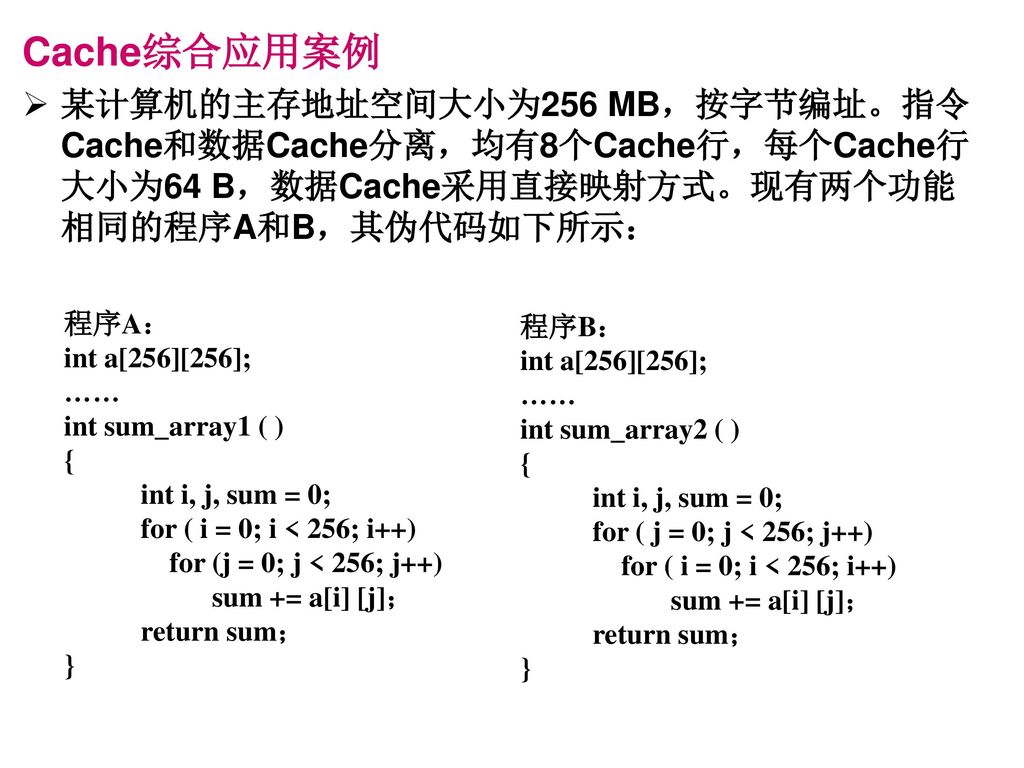 Cache综合应用案例
➢ 某计算机的主存地址空间大小为256 MB，按字节编址。指令
Cache和数据Cache分离，均有8个Cache行，每个Cache行
大小为64 B，数据Cache采用直接映射方式。现有两个功能
相同的程序A和B，其伪代码如下所示：
程序A：
int a[256][256];
……
int sum_array1 ( )
{
int i, j, sum = 0;
for ( i = 0; i < 256; i++)
for (j = 0; j < 256; j++)
sum += a[i] [j]；
return sum；
}
程序B：
int a[256][256];
……
int sum_array2 ( )
{
int i, j, sum = 0;
for ( j = 0; j < 256; j++)
for ( i = 0; i < 256; i++)
sum += a[i] [j]；
return sum；
}